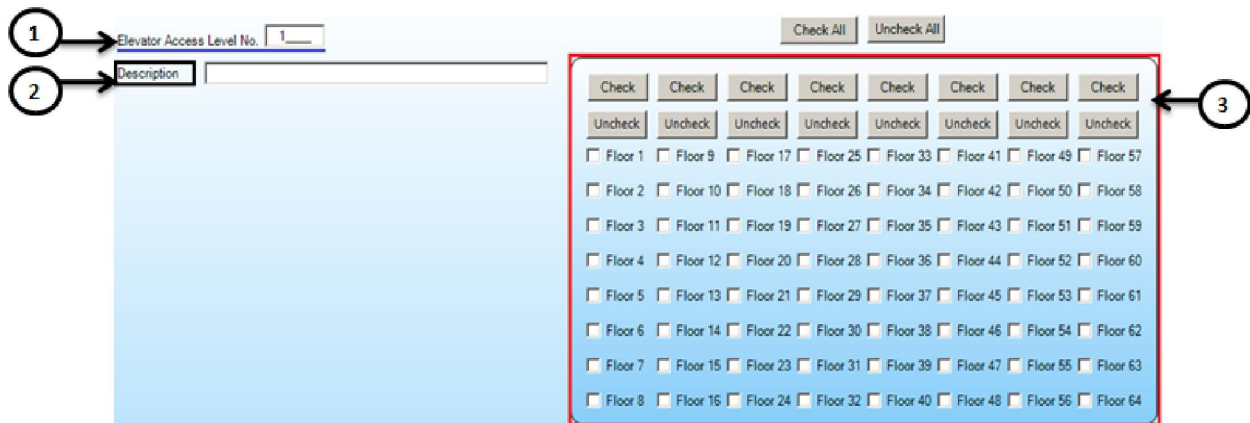 1
Elevator Access Level No. 1___
Check All Uncheck All
2
Description
3
Check Check Check Check Check Check Check Check
Uncheck Uncheck Uncheck Uncheck Uncheck Uncheck Uncheck Uncheck
Floor 1 Floor 9 Floor 17 Floor 25 Floor 33 Floor 41 Floor 49 Floor 57
Floor 2 Floor 10 Floor 18 Floor 26 Floor 34 Floor 42 Floor 50 Floor 58
Floor 3 Floor 11 Floor 19 Floor 27 Floor 35 Floor 43 Floor 51 Floor 59
Floor 4 Floor 12 Floor 20 Floor 28 Floor 36 Floor 44 Floor 52 Floor 60
Floor 5 Floor 13 Floor 21 Floor 29 Floor 37 Floor 45 Floor 53 Floor 61
Floor 6 Floor 14 Floor 22 Floor 30 Floor 38 Floor 46 Floor 54 Floor 62
Floor 7 Floor 15 Floor 23 Floor 31 Floor 39 Floor 47 Floor 55 Floor 63
Floor 8 Floor 16 Floor 24 Floor 32 Floor 40 Floor 48 Floor 56 Floor 64